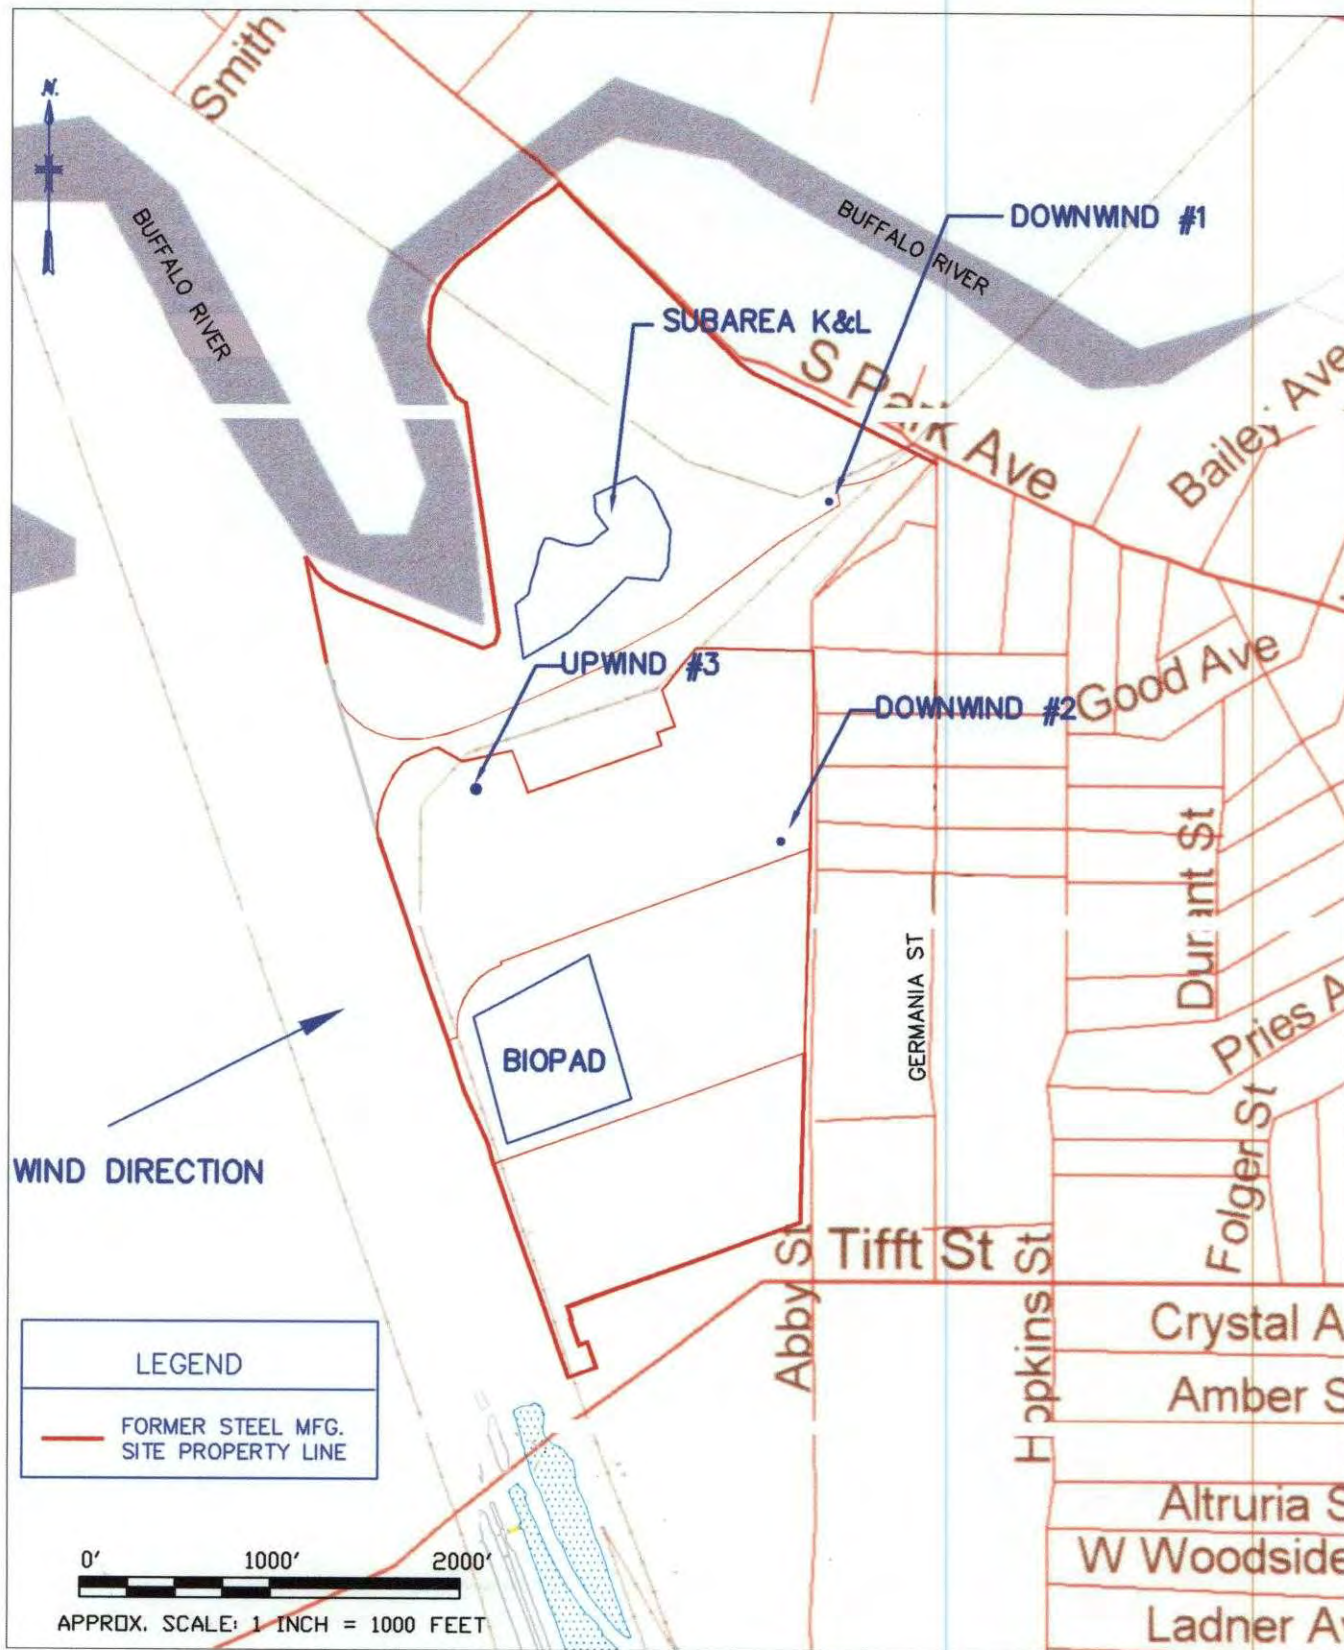 Smith
N.
BUFFALO RIVER
BUFFALO RIVER
DOWNWIND #1
SUBAREA K&L
S Park Ave
Bailey Ave
UPWIND #3
DOWNWIND #2
Good Ave
Durant St
GERMANIA ST
BIOPAD
Pries A
Folger St
WIND DIRECTION
Abby St
Tifft St
Hopkins St
Crystal A
Amber S
LEGEND
FORMER STEEL MFG.
SITE PROPERTY LINE
Altruria S
W Woodside
Ladner Av
0' 1000' 2000'
APPROX. SCALE: 1 INCH = 1000 FEET